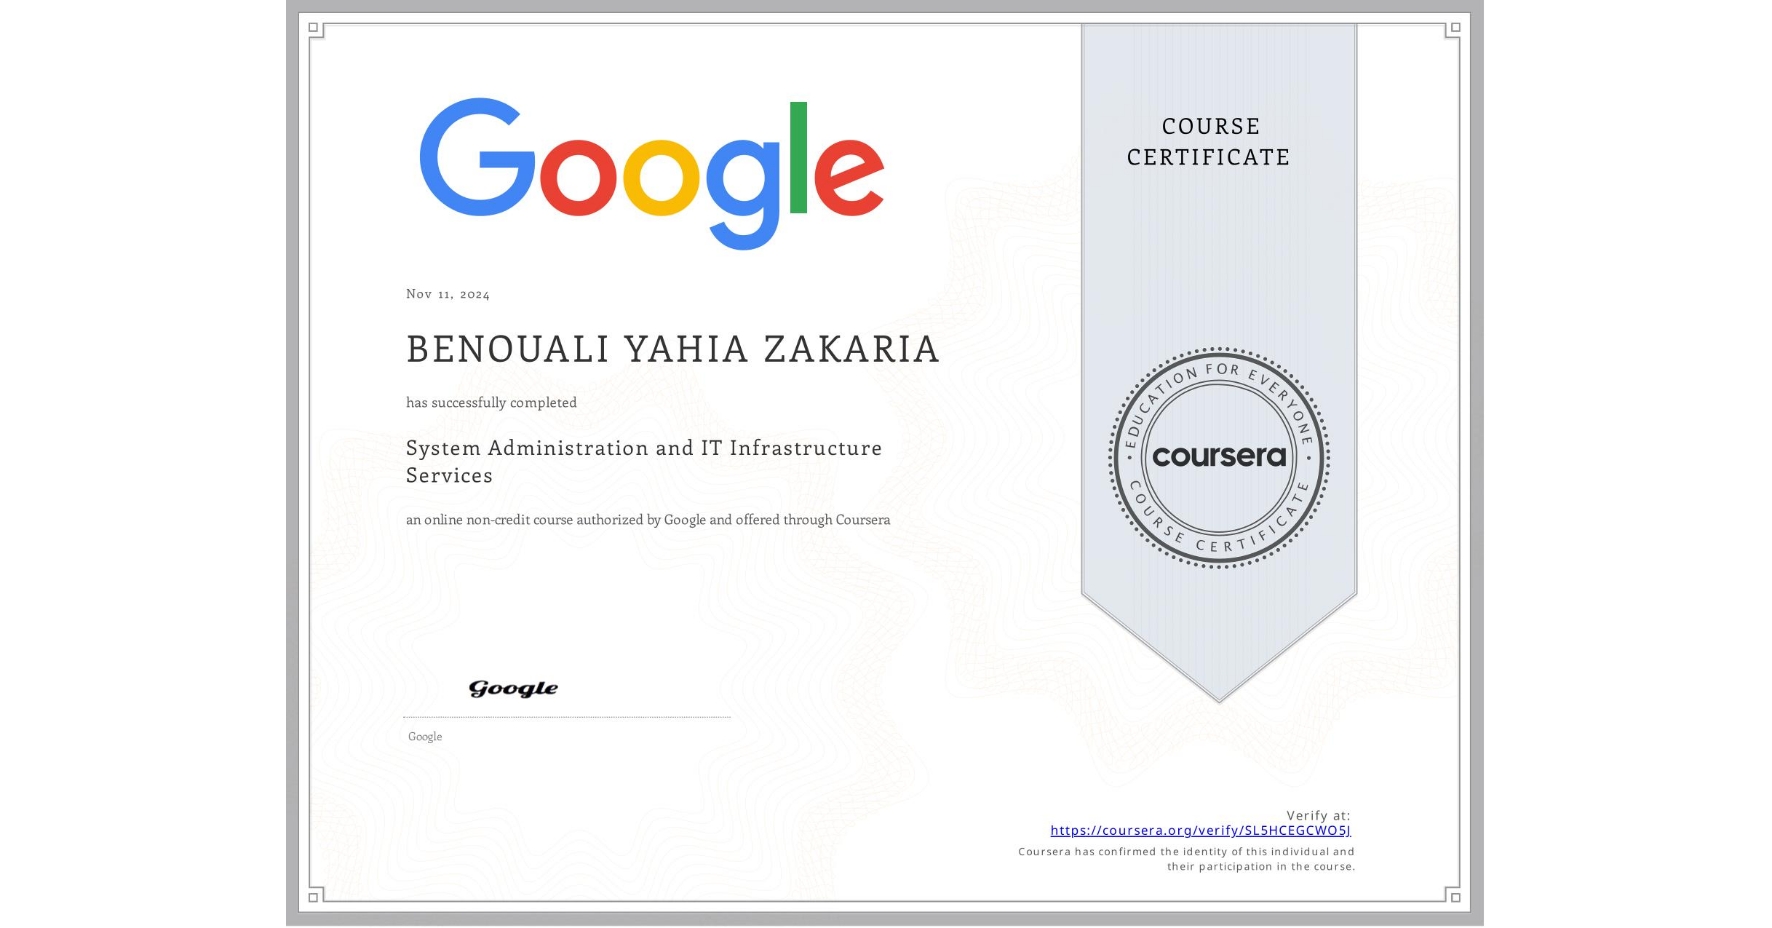 Google
COURSE
CERTIFICATE
Nov 11, 2024
BENOUALI YAHIA ZAKARIA
has successfully completed
System Administration and IT Infrastructure
Services
an online non-credit course authorized by Google and offered through Coursera
EDUCATION FOR EVERYONE
coursera
COURSE CERTIFICATE
Google
Google
Verify at:
https://coursera.org/verify/SL5HCEGCWO5J
Coursera has confirmed the identity of this individual and
their participation in the course.